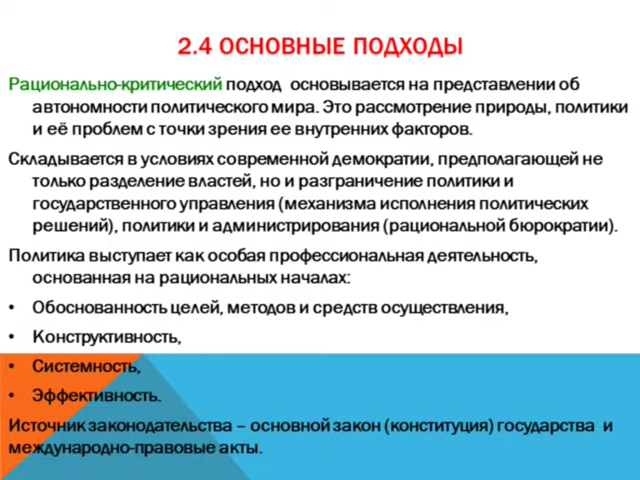 2.4 ОСНОВНЫЕ ПОДХОДЫ
Рационально-критический подход основывается на представлении об
автономности политического мира. Это рассмотрение природы, политики
и её проблем с точки зрения ее внутренних факторов.
Складывается в условиях современной демократии, предполагающей не
только разделение властей, но и разграничение политики и
государственного управления (механизма исполнения политических
решений), политики и администрирования (рациональной бюрократии).
Политика выступает как особая профессиональная деятельность,
основанная на рациональных началах:
• Обоснованность целей, методов и средств осуществления,
• Конструктивность,
• Системность,
• Эффективность.
Источник законодательства – основной закон (конституция) государства и
международно-правовые акты.